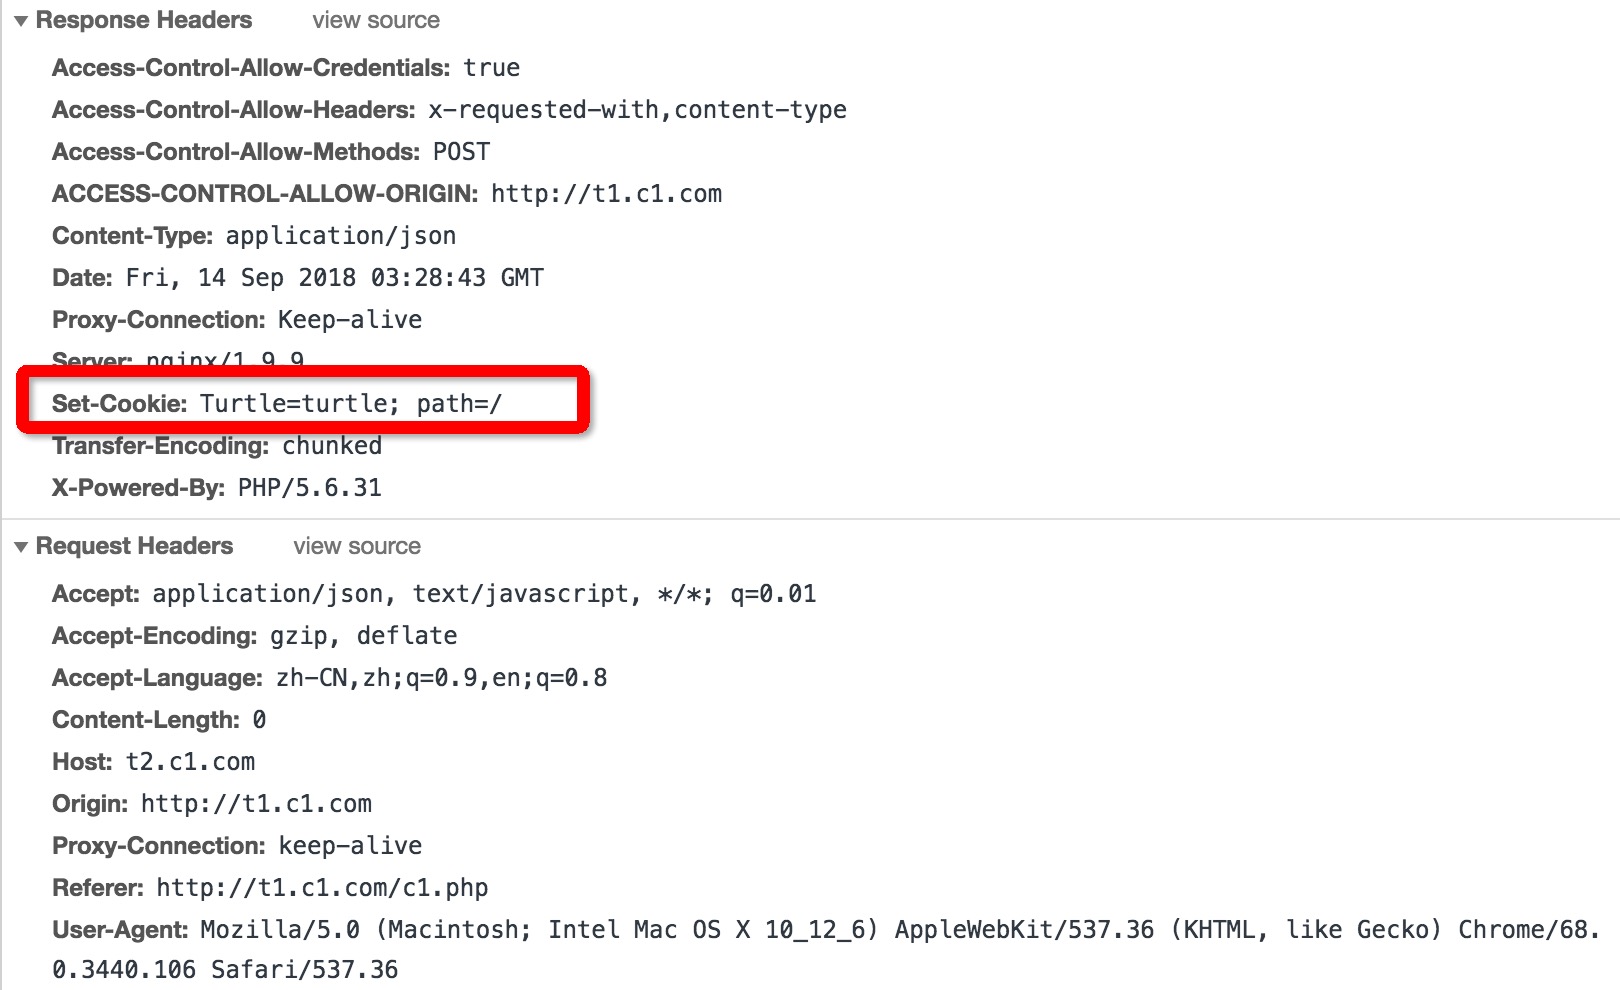 Response Headers view source
Access-Control-Allow-Credentials: true
Access-Control-Allow-Headers: x-requested-with,content-type
Access-Control-Allow-Methods: POST
ACCESS-CONTROL-ALLOW-ORIGIN: http://t1.c1.com
Content-Type: application/json
Date: Fri, 14 Sep 2018 03:28:43 GMT
Proxy-Connection: Keep-alive
Server: nginx/1.9.9
Set-Cookie: Turtle=turtle; path=/
Transfer-Encoding: chunked
X-Powered-By: PHP/5.6.31
Request Headers view source
Accept: application/json, text/javascript, */*; q=0.01
Accept-Encoding: gzip, deflate
Accept-Language: zh-CN,zh;q=0.9,en;q=0.8
Content-Length: 0
Host: t2.c1.com
Origin: http://t1.c1.com
Proxy-Connection: keep-alive
Referer: http://t1.c1.com/c1.php
User-Agent: Mozilla/5.0 (Macintosh; Intel Mac OS X 10_12_6) AppleWebKit/537.36 (KHTML, like Gecko) Chrome/68.
0.3440.106 Safari/537.36